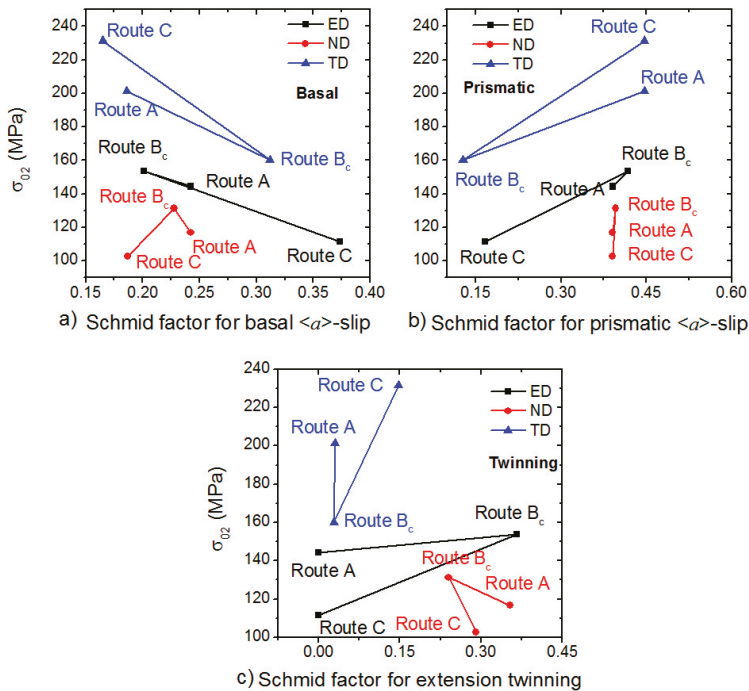 240
220
200
180
160
140
120
100
σ₀₂ (MPa)
Route C
ED
ND
TD
Basal
Route A
Route Bc
Route Bc
Route A
Route Bc
Route A
Route C
Route C
0.15 0.20 0.25 0.30 0.35 0.40
a) Schmid factor for basal <a>-slip
240
220
200
180
160
140
120
100
ED
ND
TD
Prismatic
Route C
Route A
Route Bc
Route Bc
Route A
Route Bc
Route A
Route C
Route C
0.15 0.30 0.45 0.60
b) Schmid factor for prismatic <a>-slip
240
220
200
180
160
140
120
100
σ₀₂ (MPa)
Route C
ED
ND
TD
Route A
Twinning
Route Bc
Route Bc
Route Bc
Route A
Route A
Route C
Route C
0.00 0.15 0.30 0.45
c) Schmid factor for extension twinning